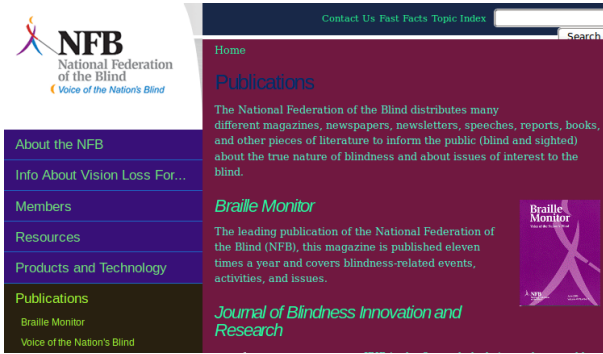 Contact Us Fast Facts Topic Index
Search
NFB
National Federation
of the Blind
Voice of the Nation's Blind
About the NFB
Info About Vision Loss For...
Members
Resources
Products and Technology
Publications
Braille Monitor
Voice of the Nation's Blind
Home
Publications
The National Federation of the Blind distributes many
different magazines, newspapers, newsletters, speeches, reports, books,
and other pieces of literature to inform the public (blind and sighted)
about the true nature of blindness and about issues of interest to the
blind.
Braille Monitor
The leading publication of the National Federation of
the Blind (NFB), this magazine is published eleven
times a year and covers blindness-related events,
activities, and issues.
Braille
Monitor
Voice of the Nation's Blind
NFB
Journal of Blindness Innovation and
Research